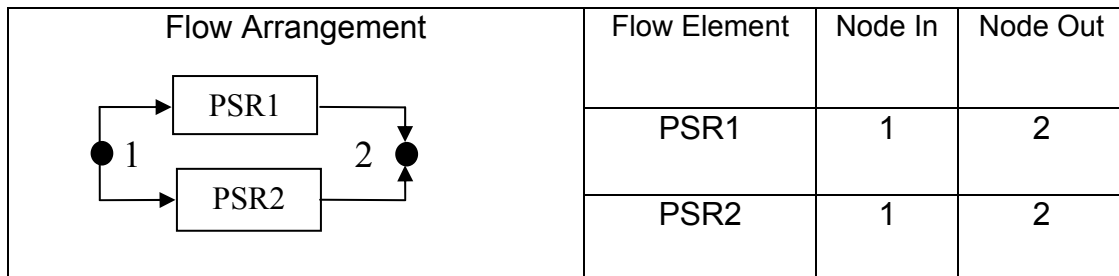 Flow Arrangement
Flow Element Node In Node Out
PSR1
1 2
PSR2
PSR1 1 2
PSR2 1 2